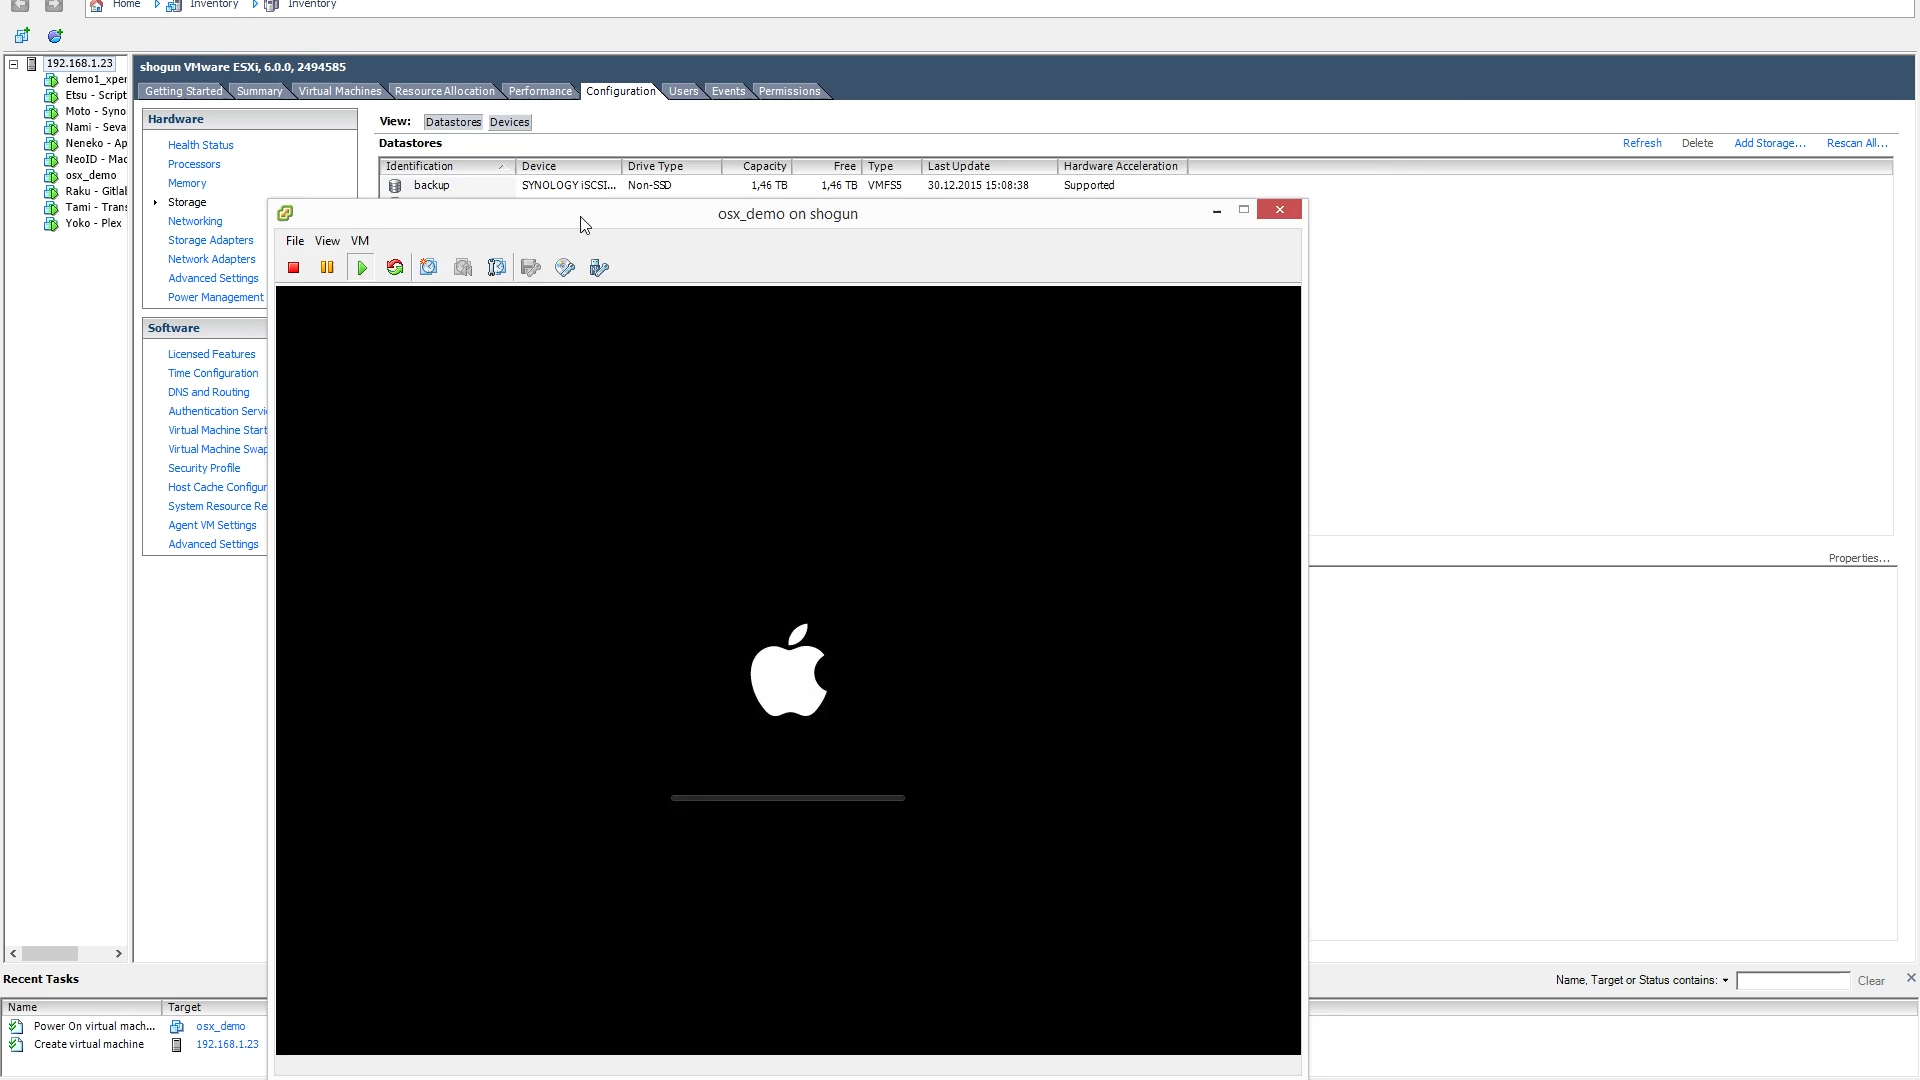 Home Inventory Inventory
192.168.1.23
demo1_xper
Etsu - Script
Moto - Syno
Nami - Seva
Neneko - Ap
NeoID - Mac
osx_demo
Raku - Gitlab
Tami - Trans
Yoko - Plex
shogun VMware ESXi, 6.0.0, 2494585
Getting Started Summary Virtual Machines Resource Allocation Performance Configuration Users Events Permissions
Hardware
Health Status
Processors
Memory
Storage
Networking
Storage Adapters
Network Adapters
Advanced Settings
Power Management
Software
Licensed Features
Time Configuration
DNS and Routing
Authentication Servi
Virtual Machine Start
Virtual Machine Swap
Security Profile
Host Cache Configur
System Resource Re
Agent VM Settings
Advanced Settings
View: Datastores Devices
Datastores
Refresh Delete Add Storage... Rescan All...
Identification Device Drive Type Capacity Free Type Last Update Hardware Acceleration
backup SYNOLOGY iSCSI... Non-SSD 1,46 TB 1,46 TB VMFS5 30.12.2015 15:08:38 Supported
osx_demo on shogun
File View VM
Properties...
Recent Tasks
Name, Target or Status contains: Clear
Name Target
Power On virtual mach... osx_demo
Create virtual machine 192.168.1.23